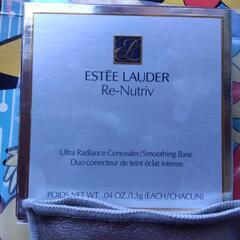 ESTĒE LAUDER
Re-Nutriv
Ultra Radiance Concealer/Smoothing Base
Duo correcteur de teint éclat intense
POIDS NET WT. .04 OZ./1.3g (EACH/CHACUN)